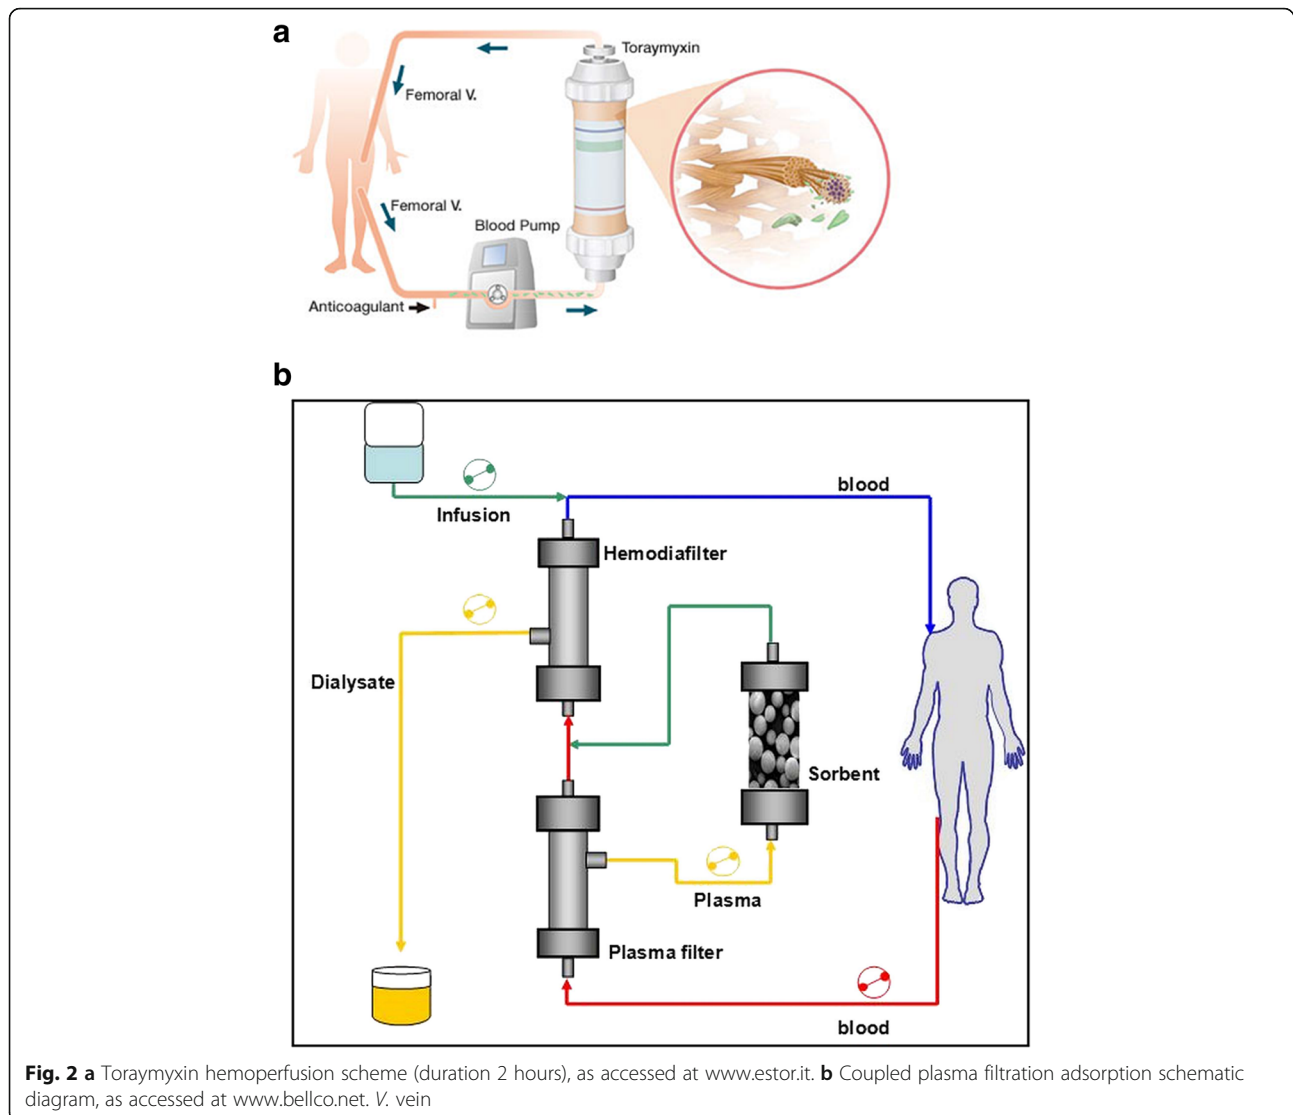 a
Toraymyxin
Femoral V.
Femoral V.
Blood Pump
Anticoagulant
b
blood
Infusion
Hemodiafilter
Dialysate
Sorbent
Plasma
Plasma filter
blood
Fig. 2 a Toraymyxin hemoperfusion scheme (duration 2 hours), as accessed at www.estor.it. b Coupled plasma filtration adsorption schematic
diagram, as accessed at www.bellco.net. V. vein